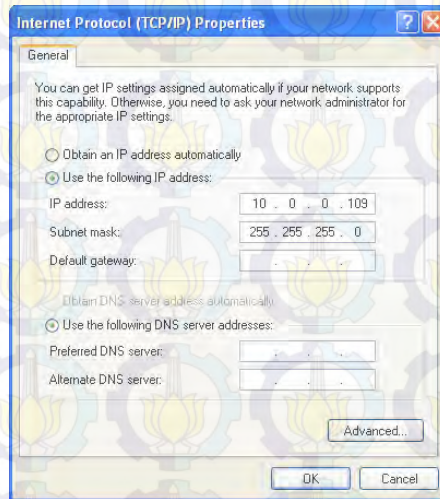 Internet Protocol (TCP/IP) Properties
General
You can get IP settings assigned automatically if your network supports
this capability. Otherwise, you need to ask your network administrator for
the appropriate IP settings.
Obtain an IP address automatically
Use the following IP address:
IP address: 10 . 0 . 0 . 109
Subnet mask: 255 . 255 . 255 . 0
Default gateway: . . .
Obtain DNS server address automatically
Use the following DNS server addresses:
Preferred DNS server: . . .
Alternate DNS server: . . .
Advanced...
OK Cancel